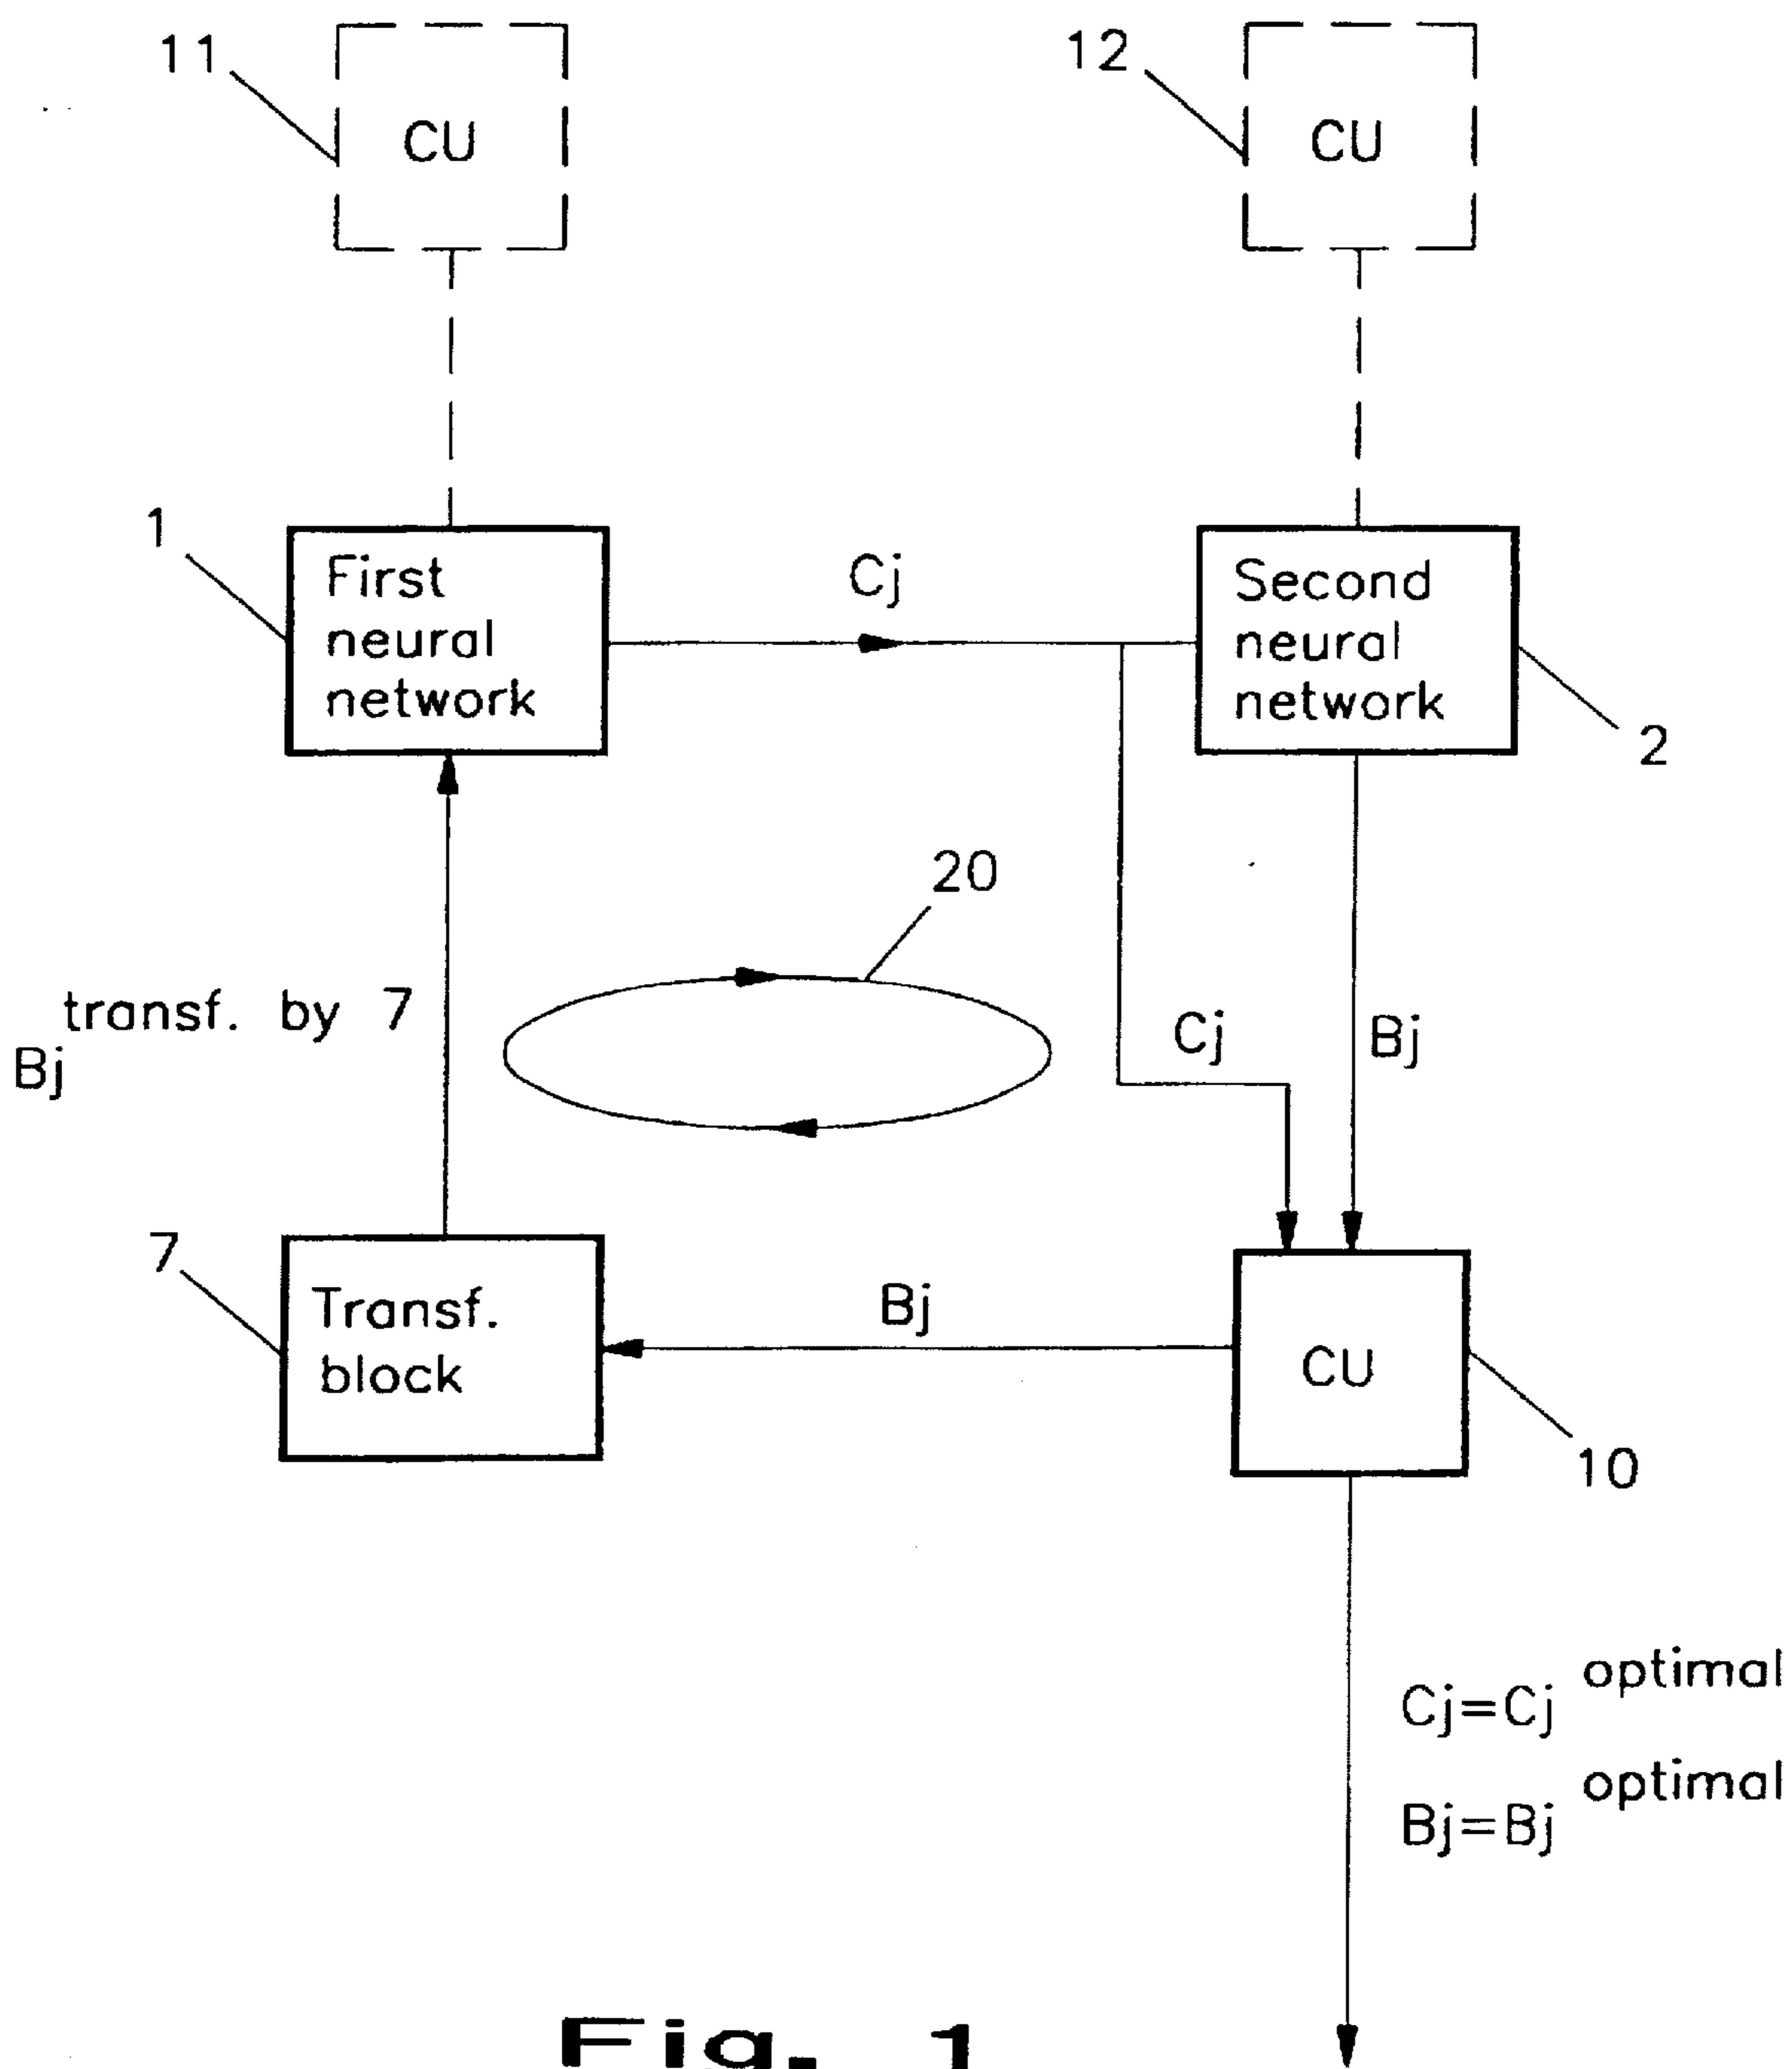 11
CU
12
CU
1
First
neural
network
Cj
Second
neural
network
2
20
transf. by 7
Bj
Cj
Bj
7
Transf.
block
Bj
CU
10
optimal
Cj=Cj
optimal
Bj=Bj
Fig. 1